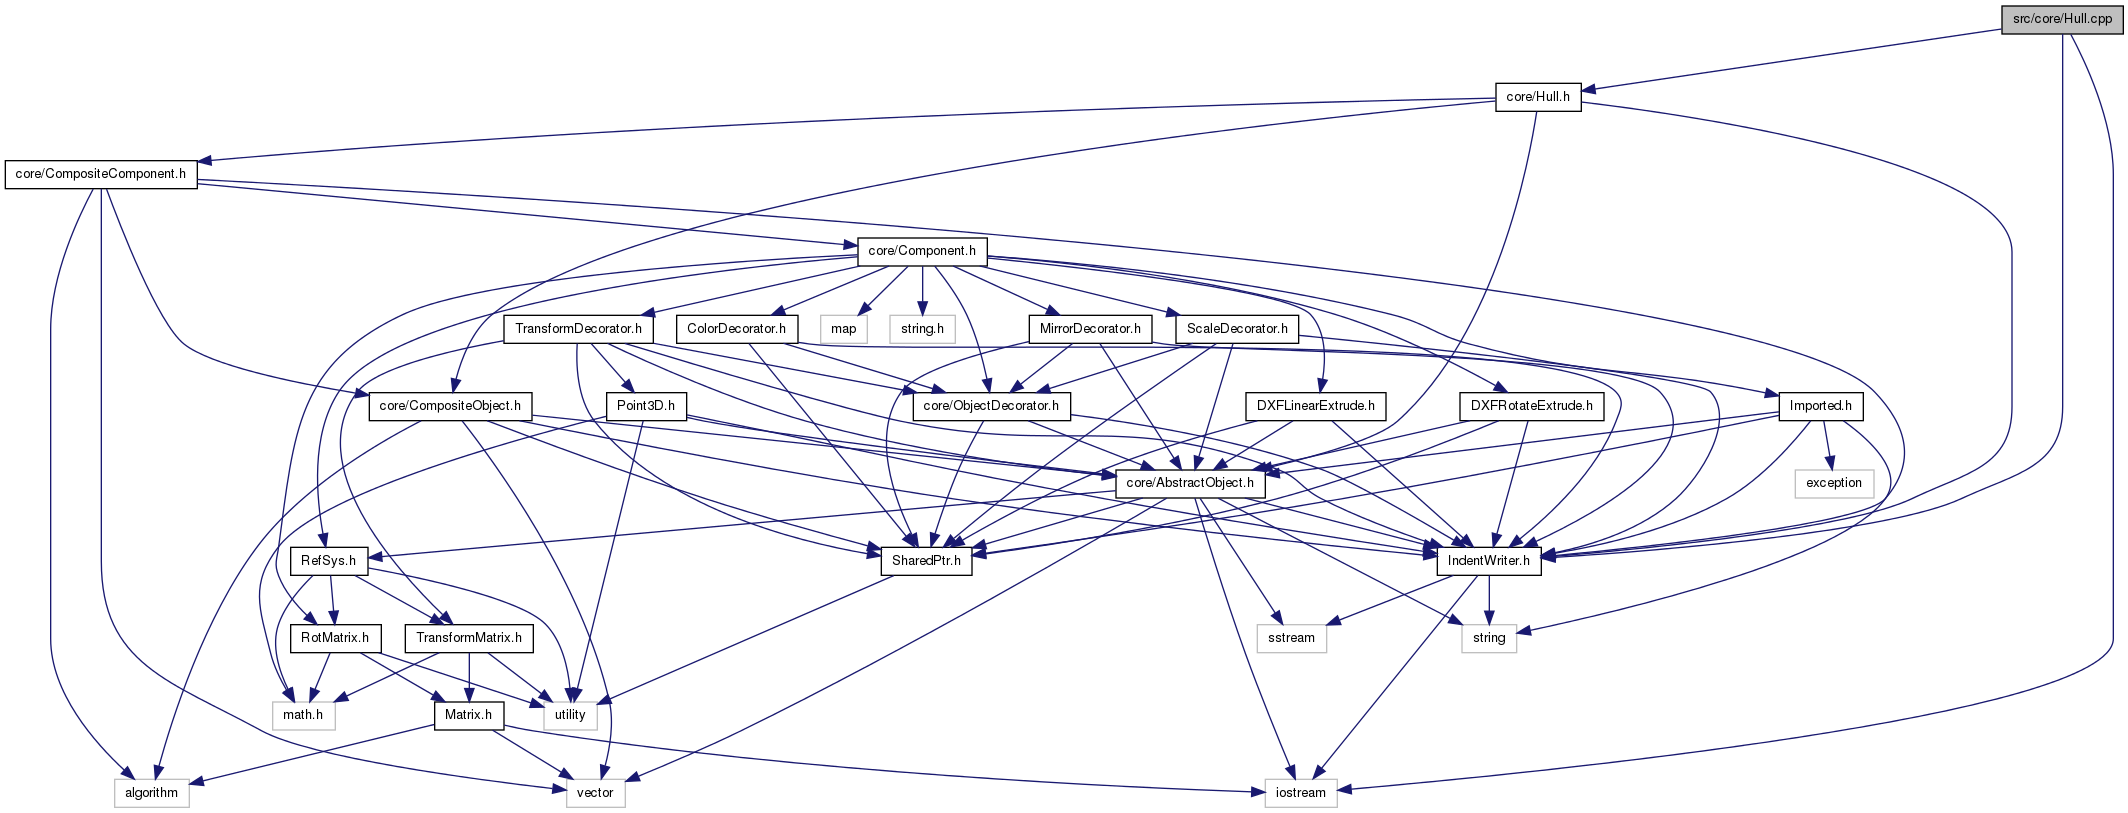 src/core/Hull.cpp
core/Hull.h
core/CompositeComponent.h
core/Component.h
TransformDecorator.h
ColorDecorator.h
map
string.h
MirrorDecorator.h
ScaleDecorator.h
core/CompositeObject.h
Point3D.h
core/ObjectDecorator.h
DXFLinearExtrude.h
DXFRotateExtrude.h
Imported.h
core/AbstractObject.h
exception
RefSys.h
SharedPtr.h
IndentWriter.h
RotMatrix.h
TransformMatrix.h
sstream
string
math.h
Matrix.h
utility
algorithm
vector
iostream